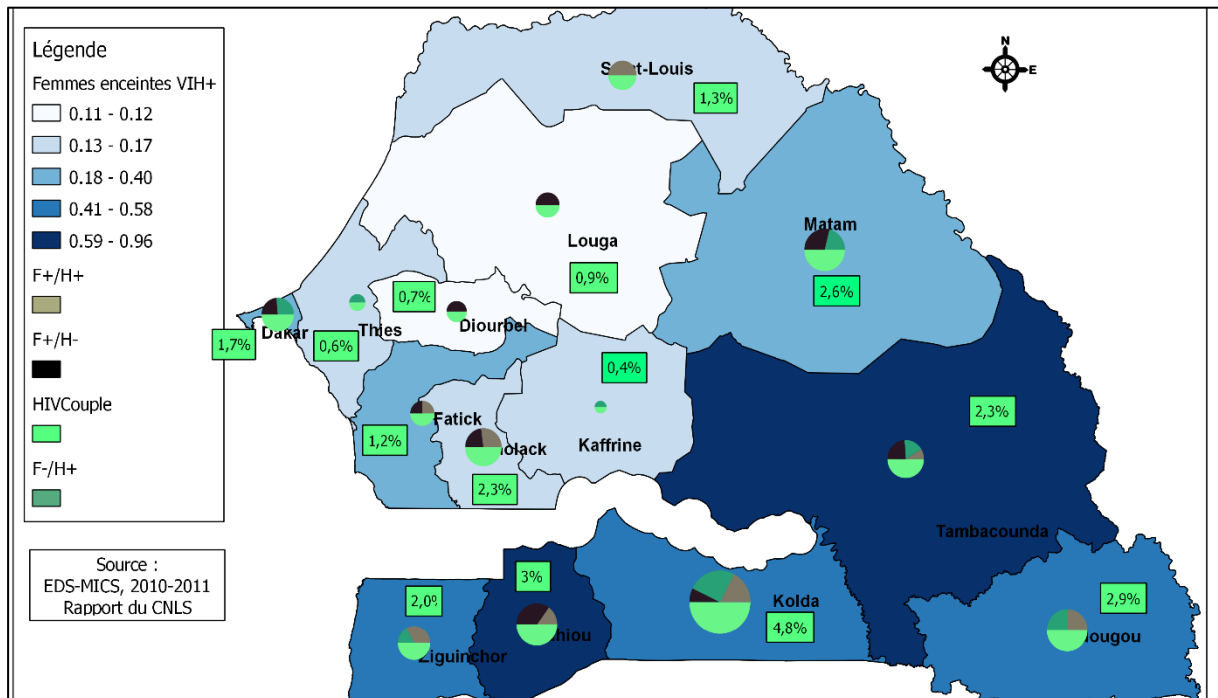 Légende
Femmes enceintes VIH+
0.11 - 0.12
0.13 - 0.17
0.18 - 0.40
0.41 - 0.58
0.59 - 0.96
F+/H+
F+/H-
HIVCouple
F-/H+
Source :
EDS-MICS, 2010-2011
Rapport du CNLS
N
E
1,3%
Louga
0,9%
Matam
2,6%
0,7%
Diourbel
Dakar
1,7%
Thies
0,6%
0,4%
Kaffrine
Fatick
1,2%
2,3%
2,3%
Tambacounda
2,0%
Ziguinchor
3%
Kolda
4,8%
2,9%